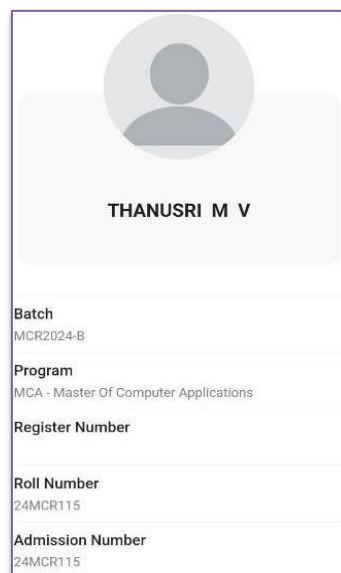 THANUSRI M V
Batch
MCR2024-B
Program
MCA - Master Of Computer Applications
Register Number
Roll Number
24MCR115
Admission Number
24MCR115